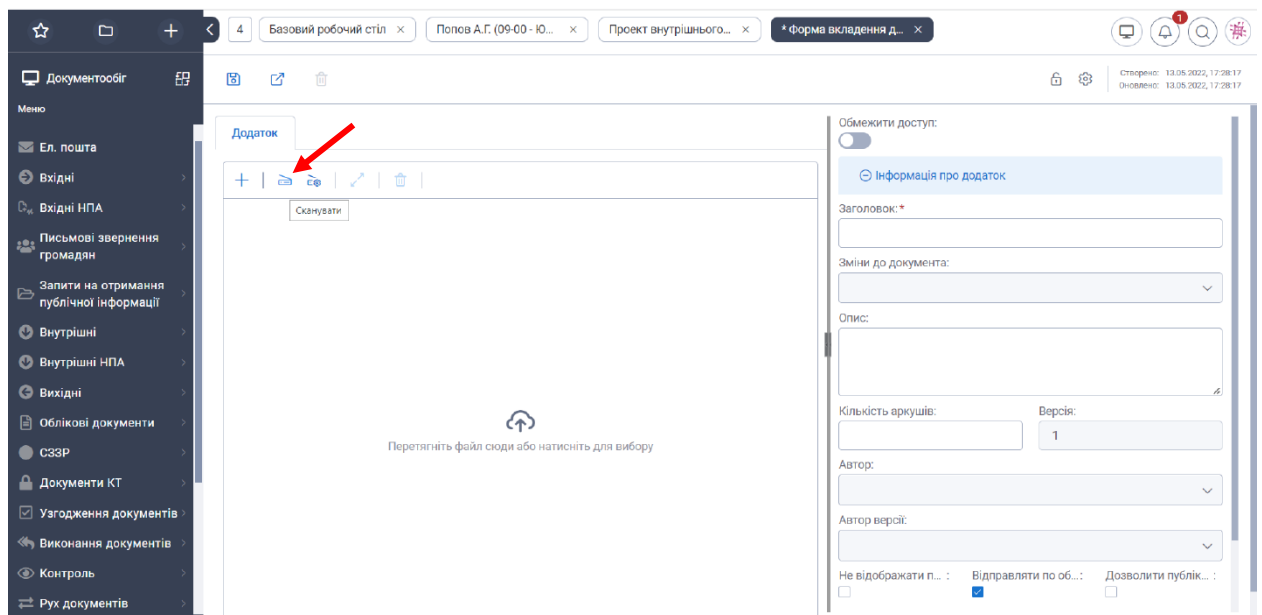 4
Базовий робочий стіл ×
Попов А.Г. (09-00 - Ю... ×
Проект внутрішнього... ×
* Форма вкладення д... ×
1
Документообіг
Створено: 13.05.2022, 17:28:17
Оновлено: 13.05.2022, 17:28:17
Меню
Ел. пошта
Вхідні
Вхідні НПА
Письмові звернення
громадян
Запити на отримання
публічної інформації
Внутрішні
Внутрішні НПА
Вихідні
Облікові документи
СЗЗР
Документи КТ
Узгодження документів
Виконання документів
Контроль
Рух документів
Додаток
Сканувати
Перетягніть файл сюди або натисніть для вибору
Обмежити доступ:
Інформація про додаток
Заголовок:*
Зміни до документа:
Опис:
Кількість аркушів:
Версія:
1
Автор:
Автор версії:
Не відображати п... :
Відправляти по об...:
Дозволити публік... :